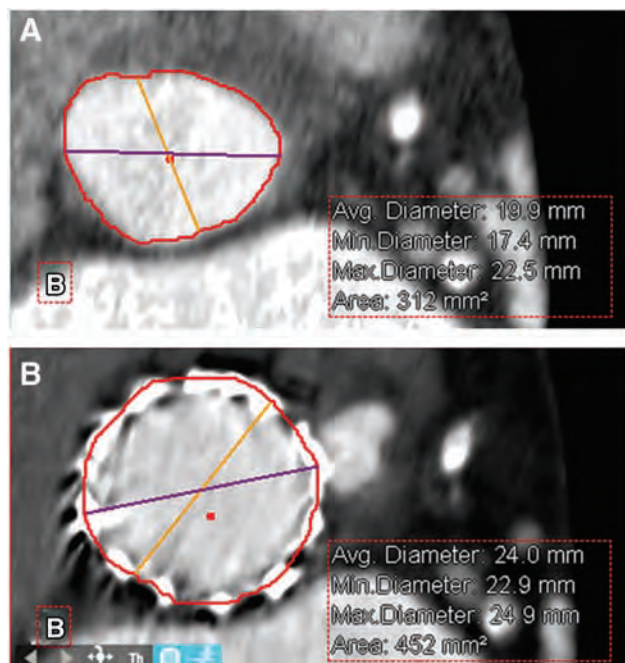 A
Avg. Diameter: 19.9 mm
Min.Diameter: 17.4 mm
Max.Diameter: 22.5 mm
Area: 312 mm²
B
B
Avg. Diameter: 24.0 mm
Min.Diameter: 22.9 mm
Max.Diameter: 24.9 mm
Area: 452 mm²
B
Th